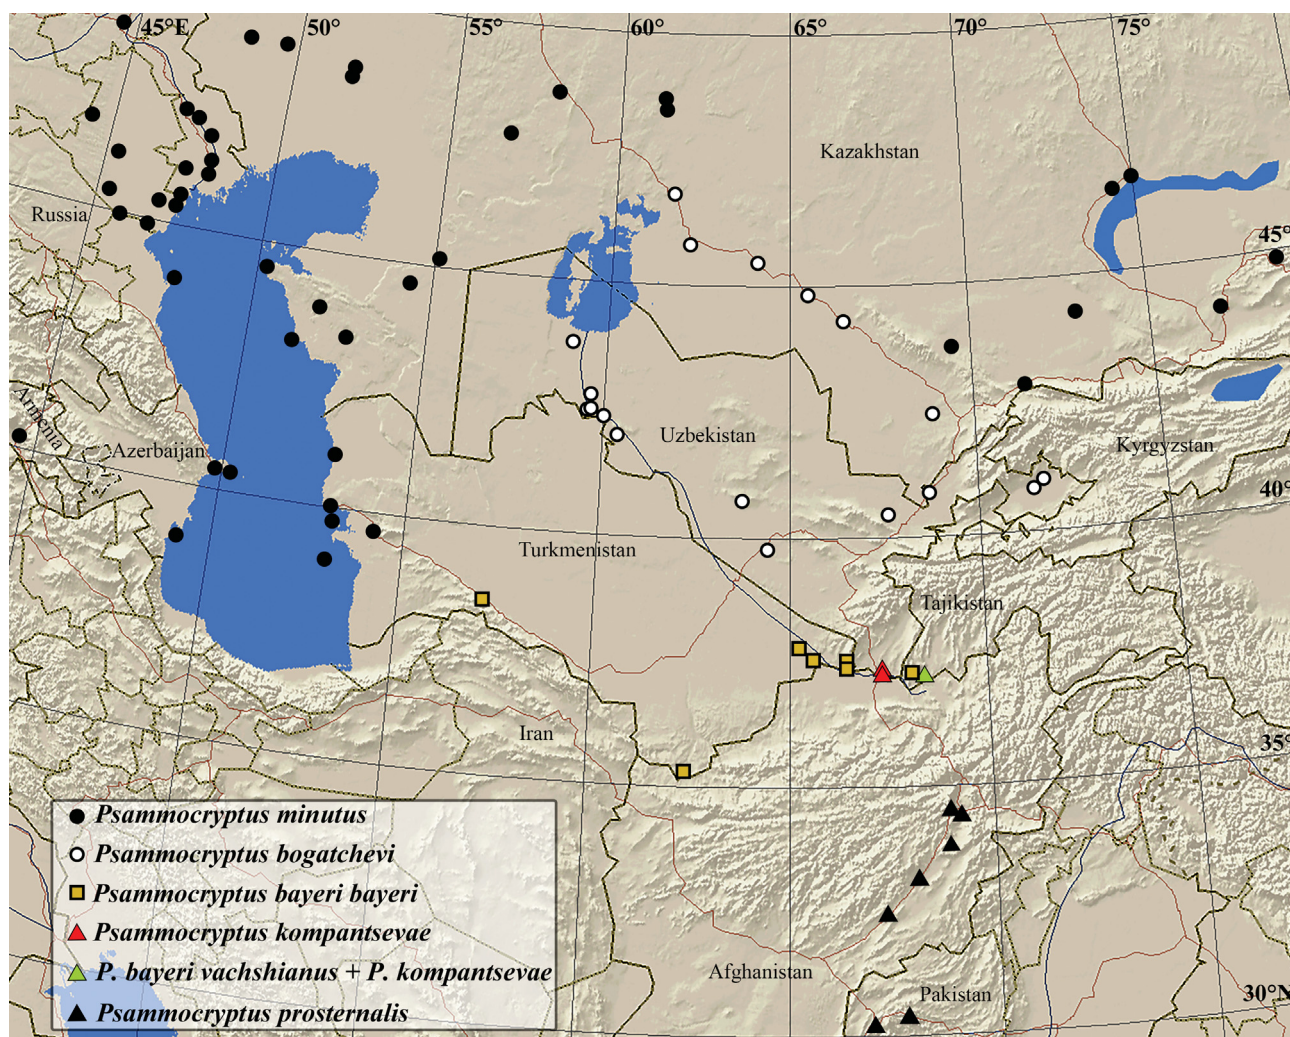 45°E 50° 55° 60° 65° 70° 75°
Kazakhstan
Russia
45°
Armenia
Azerbaijan
Uzbekistan
Kyrgyzstan
40°
Turkmenistan
Tajikistan
Iran
35°
Psammocryptus minutus
Psammocryptus bogatchevi
Psammocryptus bayeri bayeri
Psammocryptus kompantsevae
P. bayeri vachshianus + P. kompantsevae
Psammocryptus prosternalis
Afghanistan
Pakistan
30°N